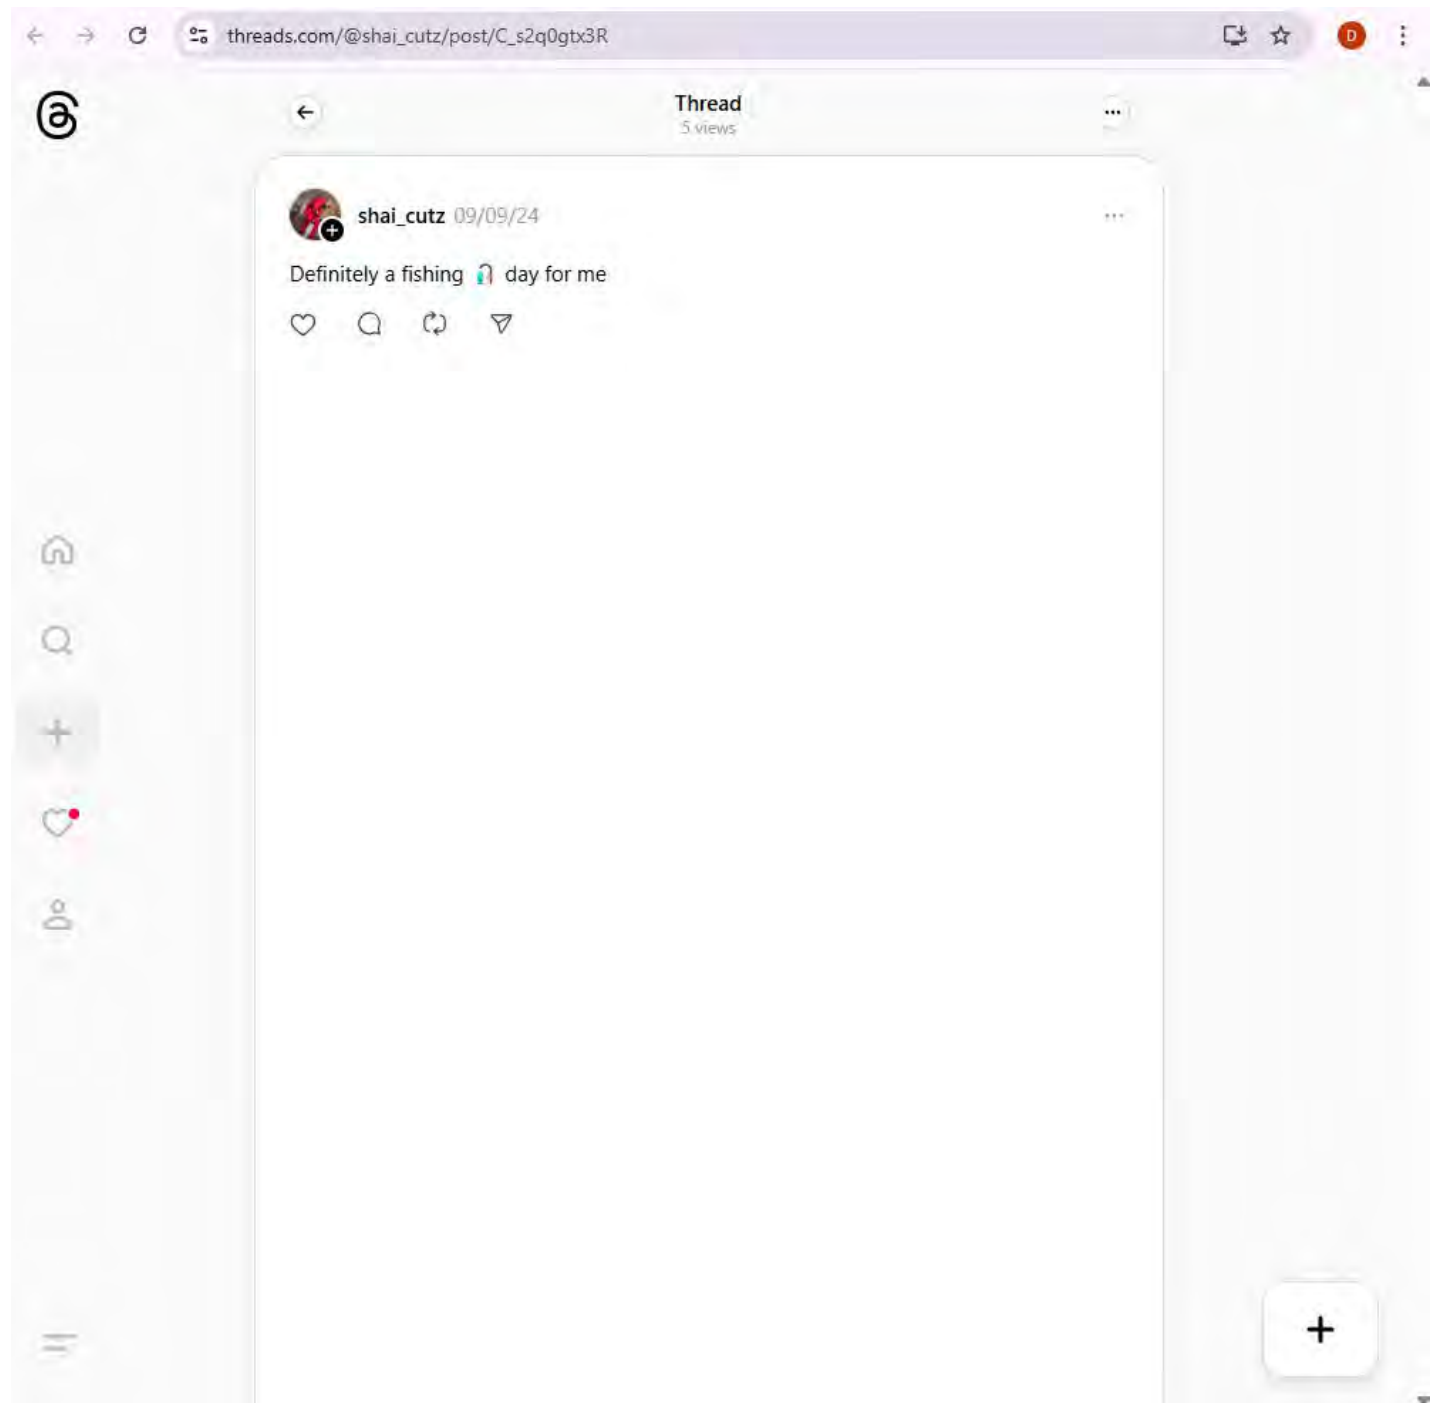 threads.com/@shai_cutz/post/C_s2q0gtx3R
D
Thread
5 views
shai_cutz 09/09/24
Definitely a fishing 🎣 day for me